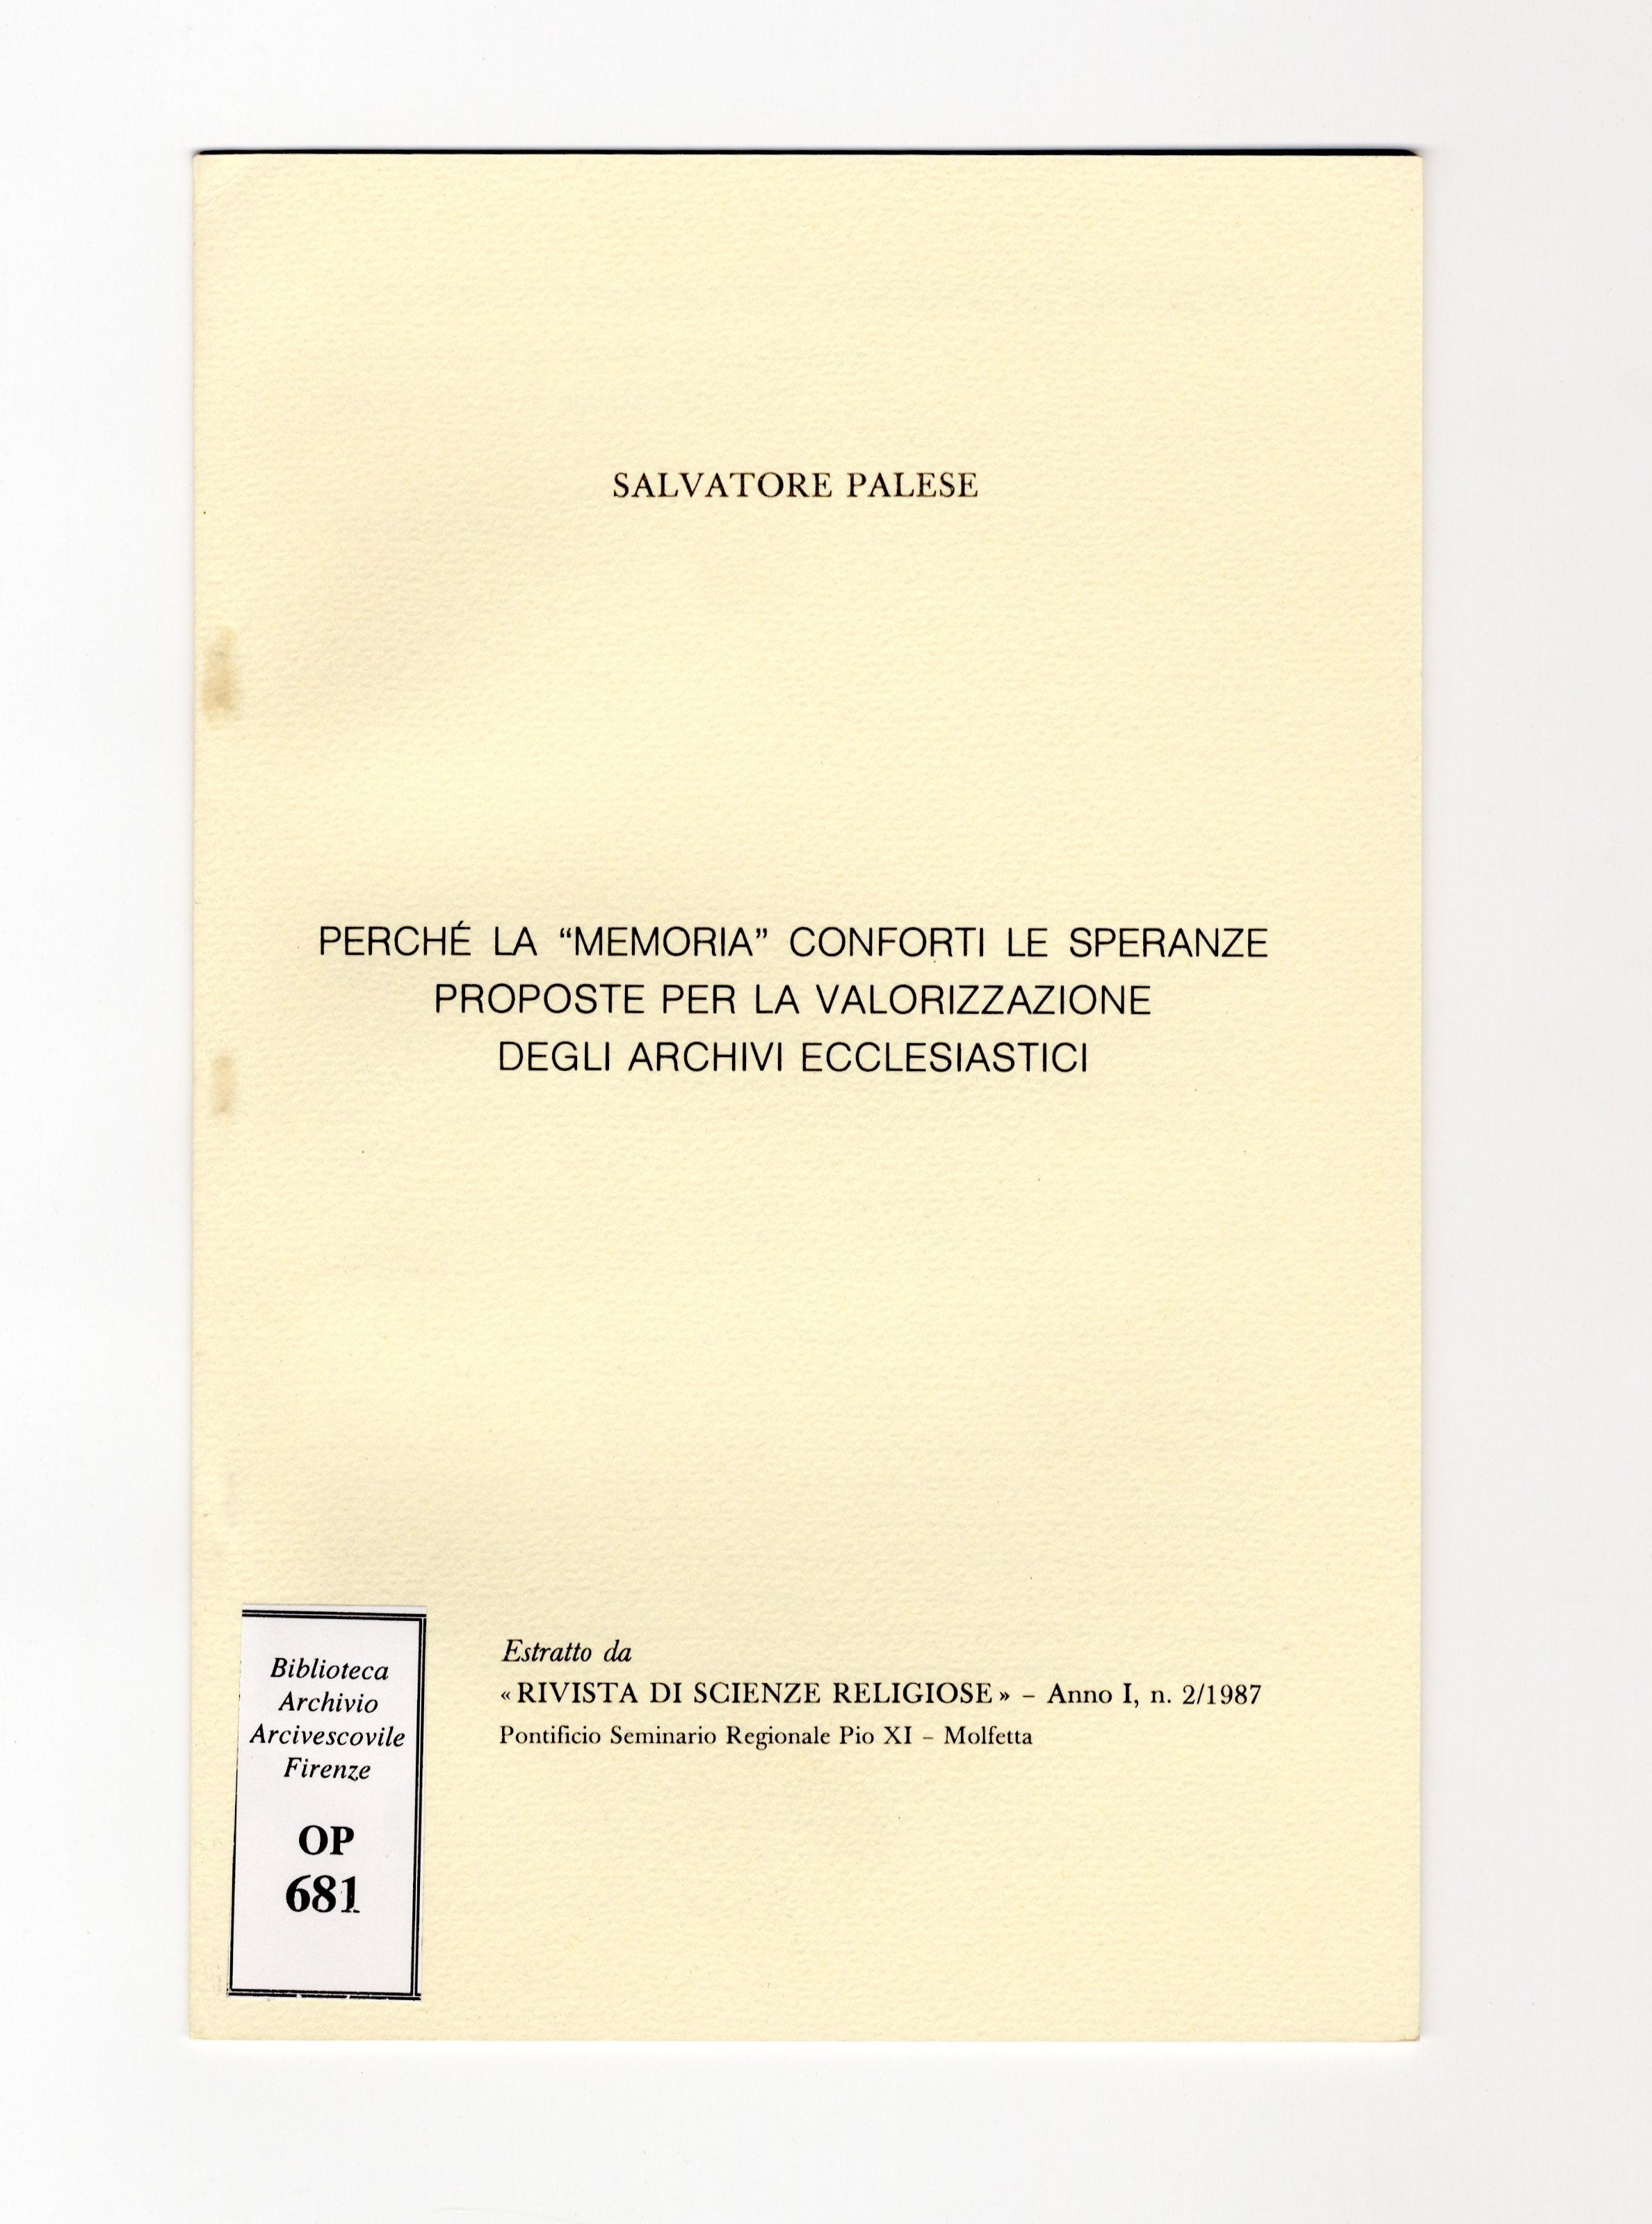 SALVATORE PALESE
PERCHÉ LA “MEMORIA” CONFORTI LE SPERANZE
PROPOSTE PER LA VALORIZZAZIONE
DEGLI ARCHIVI ECCLESIASTICI
Estratto da
« RIVISTA DI SCIENZE RELIGIOSE » – Anno I, n. 2/1987
Pontificio Seminario Regionale Pio XI – Molfetta
Biblioteca
Archivio
Arcivescovile
Firenze
OP
681